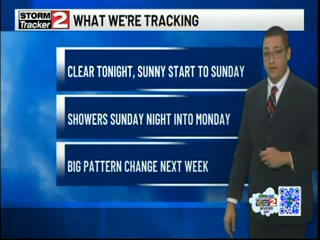 STORM
Tracker 2
WHAT WE'RE TRACKING
CLEAR TONIGHT, SUNNY START TO SUNDAY
SHOWERS SUNDAY NIGHT INTO MONDAY
BIG PATTERN CHANGE NEXT WEEK